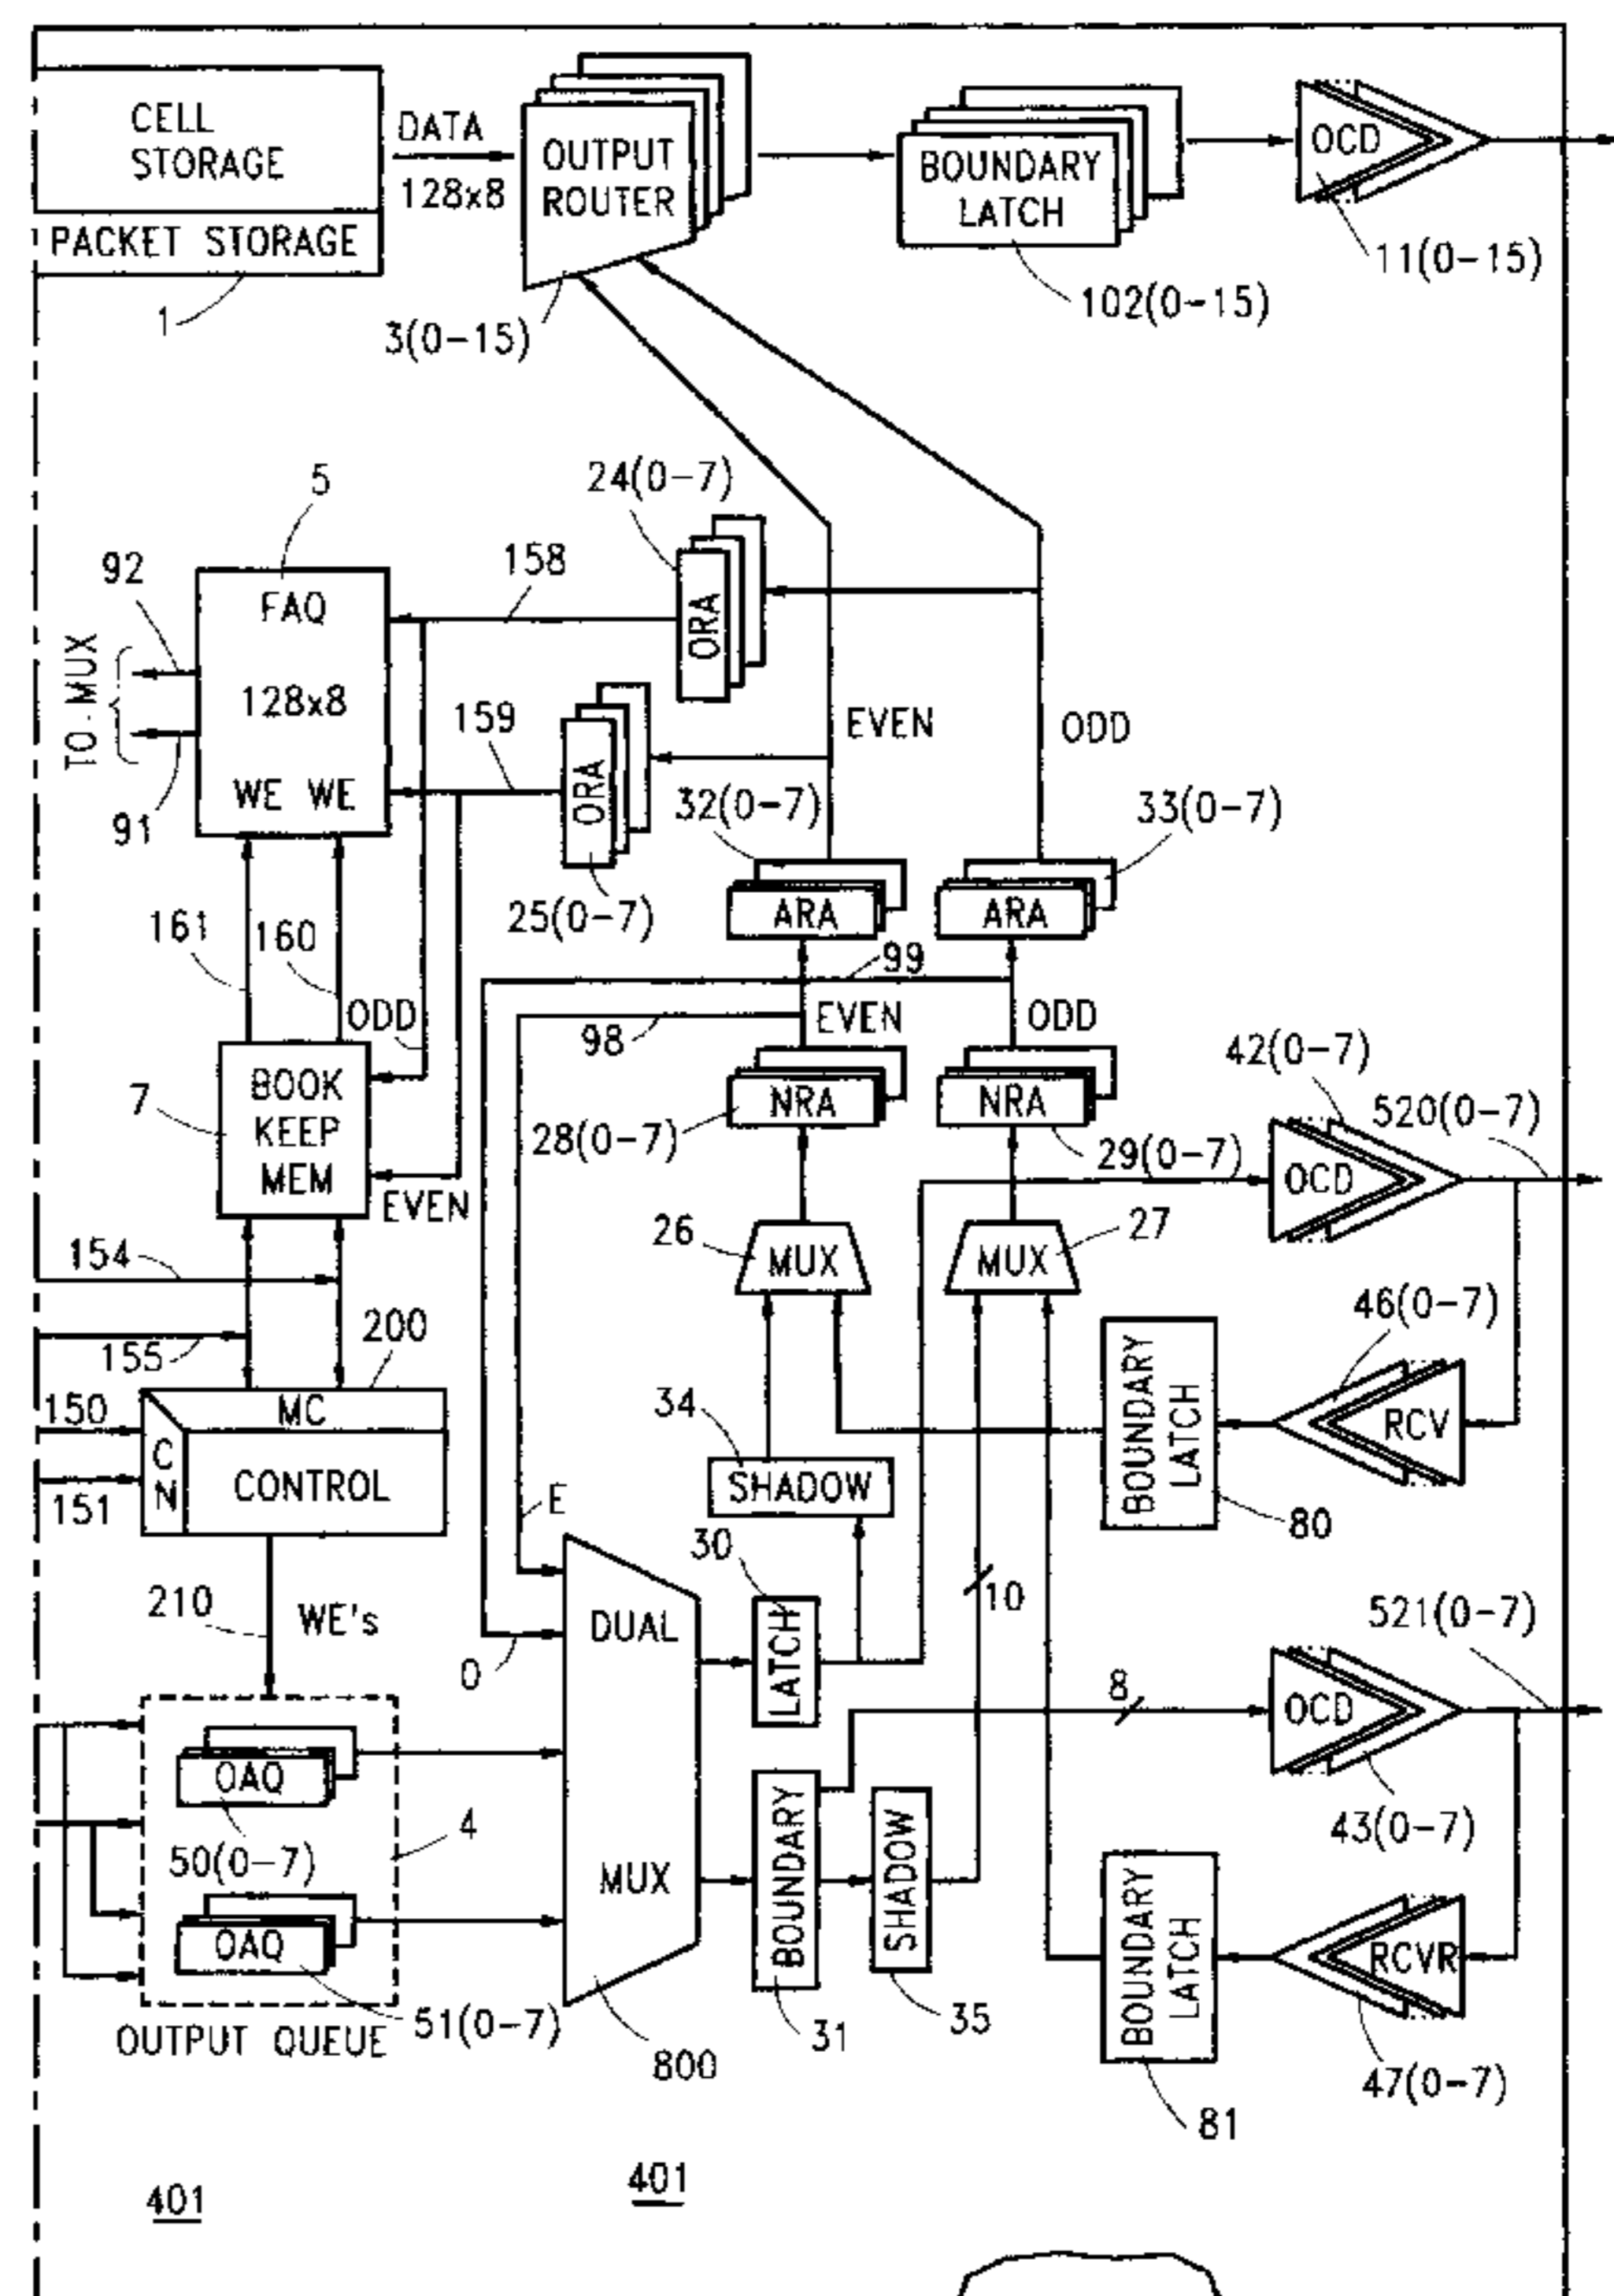 CELL
STORAGE
PACKET STORAGE
1
DATA
128x8
OUTPUT
ROUTER
3(0-15)
BOUNDARY
LATCH
102(0-15)
OCD
11(0-15)
5
92
FAQ
128x8
WE WE
TO-MUX
91
158
24(0-7)
ORA
159
ORA
25(0-7)
EVEN
ODD
32(0-7)
33(0-7)
ARA
ARA
161
160
ODD
99
98
EVEN
ODD
7
BOOK
KEEP
MEM
EVEN
NRA
NRA
28(0-7)
29(0-7)
42(0-7)
520(0-7)
OCD
154
26
MUX
MUX
27
155
200
46(0-7)
150
151
MC
C
N
CONTROL
34
SHADOW
BOUNDARY
LATCH
80
RCV
E
30
210
WE's
O
DUAL
MUX
LATCH
10
521(0-7)
8
OCD
OAQ
50(0-7)
4
OAQ
51(0-7)
OUTPUT QUEUE
800
BOUNDARY
31
SHADOW
35
43(0-7)
BOUNDARY
LATCH
81
RCVR
47(0-7)
401
401